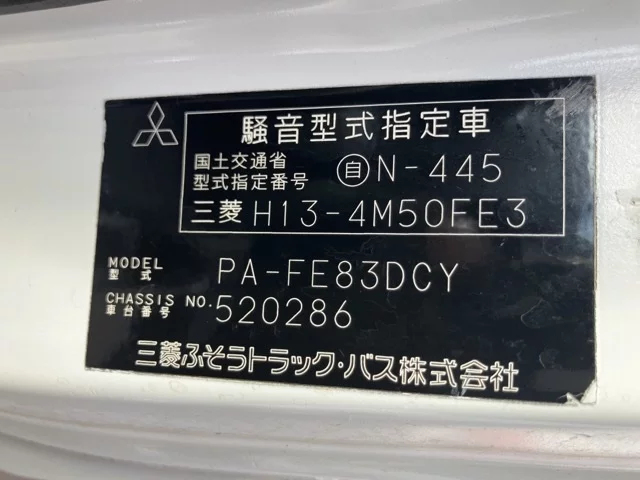 騒音型式指定車
国土交通省
型式指定番号 自N-445
三菱 H13-4M50FE3
MODEL
型式 PA-FE83DCY
CHASSIS NO.
車台番号 520286
三菱ふそうトラック・バス株式会社